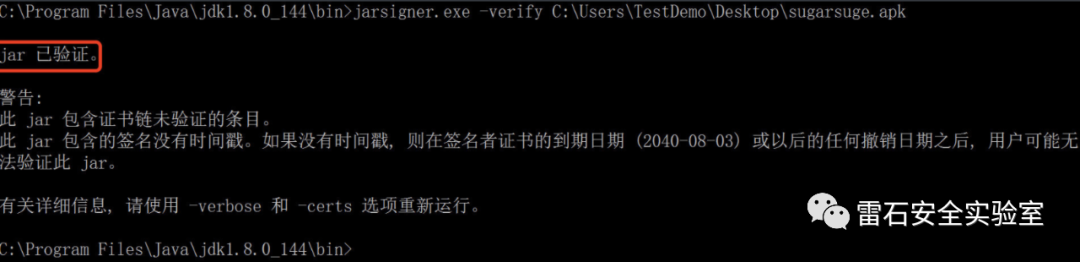 C:\Program Files\Java\jdk1.8.0_144\bin>jarsigner.exe -verify C:\Users\TestDemo\Desktop\sugarsuge.apk
jar 已验证。
警告:
此 jar 包含证书链未验证的条目。
此 jar 包含的签名没有时间戳。如果没有时间戳, 则在签名者证书的到期日期 (2040-08-03) 或以后的任何撤销日期之后, 用户可能无
法验证此 jar。
有关详细信息, 请使用 -verbose 和 -certs 选项重新运行。
雷石安全实验室
C:\Program Files\Java\jdk1.8.0_144\bin>